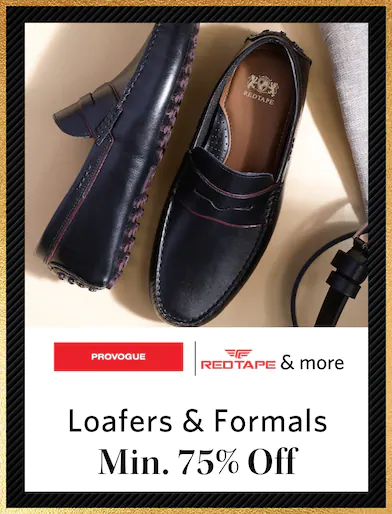 REDTAPE
PROVOGUE
REDTAPE & more
Loafers & Formals
Min. 75% Off